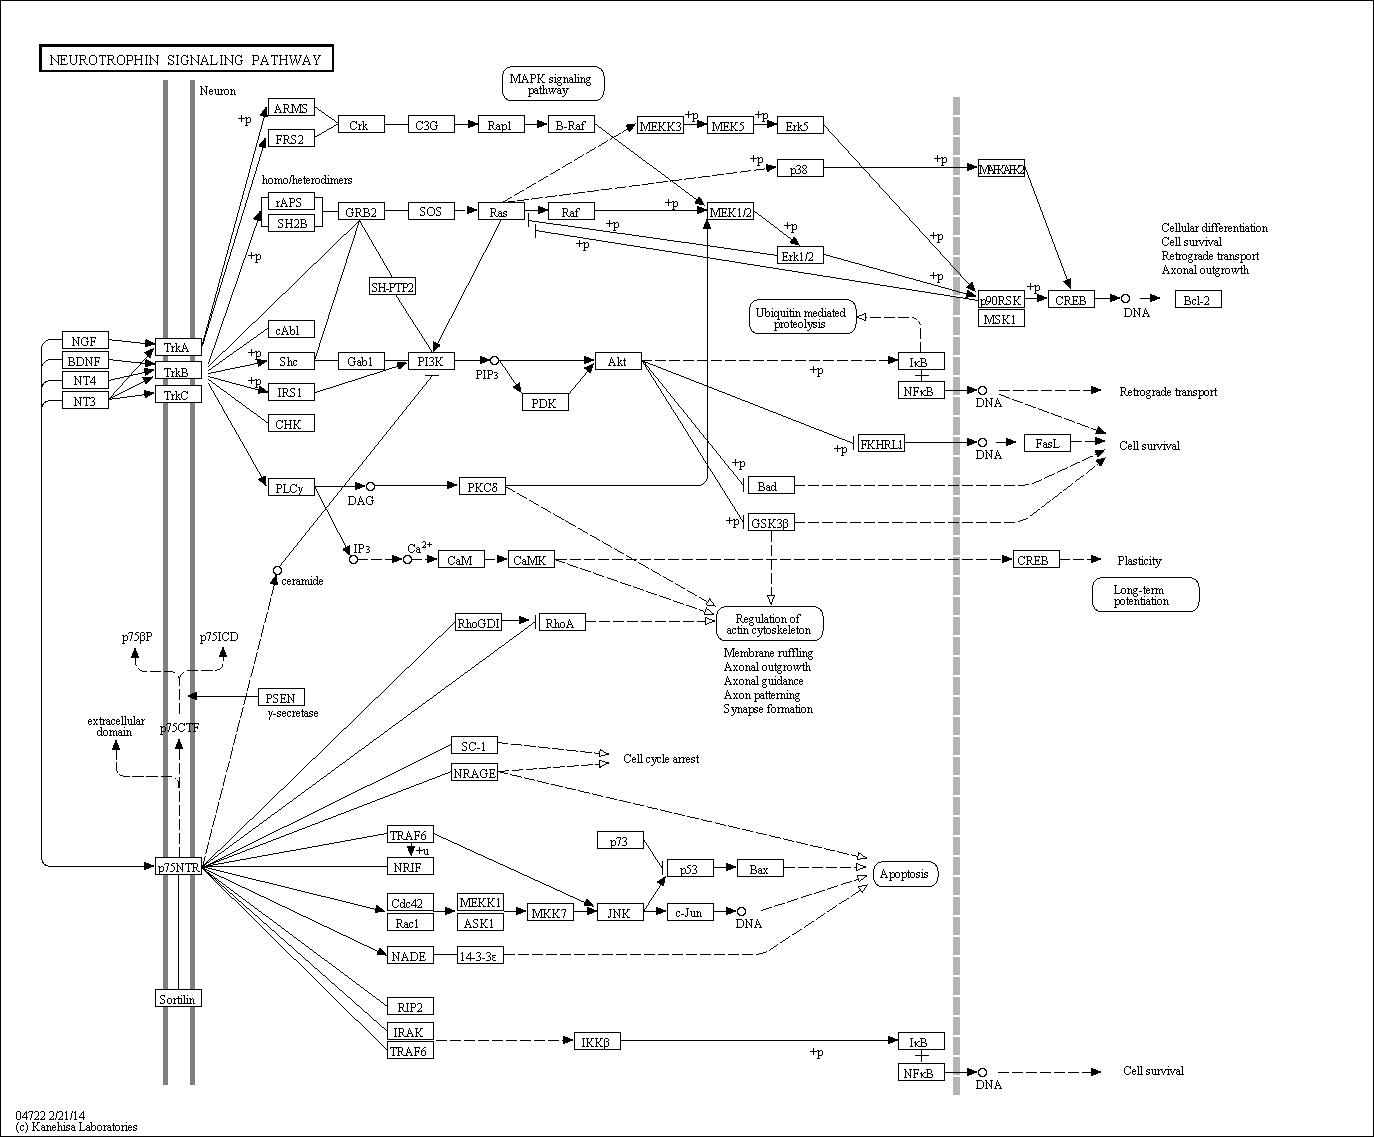 NEUROTROPHIN SIGNALING PATHWAY
Neuron
MAPK signaling
pathway
ARMS
FRS2
+p
Crk
C3G
Rap1
B-Raf
MEKK3
+p
MEK5
+p
Erk5
+p
p38
+p
MAPKAPK2
homo/heterodimers
rAPS
SH2B
+p
GRB2
SOS
Ras
Raf
+p
MEK1/2
+p
+p
+p
Erk1/2
+p
+p
p90RSK
MSK1
+p
CREB
DNA
Bcl-2
Cellular differentiation
Cell survival
Retrograde transport
Axonal outgrowth
SH-PTP2
Ubiquitin mediated
proteolysis
NGF
BDNF
NT4
NT3
TrkA
TrkB
TrkC
cAbl
+p
Shc
+p
IRS1
CHK
Gab1
PI3K
PIP3
PDK
Akt
+p
IκB
NFκB
DNA
Retrograde transport
+p
FKHRL1
DNA
FasL
Cell survival
+p
Bad
+p
GSK3β
PLCγ
DAG
PKCδ
IP3
Ca2+
CaM
CaMK
CREB
Plasticity
Long-term
potentiation
ceramide
RhoGDI
RhoA
Regulation of
actin cytoskeleton
Membrane ruffling
Axonal outgrowth
Axonal guidance
Axon patterning
Synapse formation
p75βP
p75ICD
PSEN
γ-secretase
extracellular
domain
p75CTF
SC-1
NRAGE
Cell cycle arrest
p75NTR
TRAF6
+u
NRIF
p73
p53
Bax
Apoptosis
Cdc42
Rac1
MEKK1
ASK1
MKK7
JNK
c-Jun
DNA
NADE
14-3-3ε
Sortilin
RIP2
IRAK
TRAF6
IKKβ
+p
IκB
NFκB
DNA
Cell survival
04722 2/21/14
(c) Kanehisa Laboratories